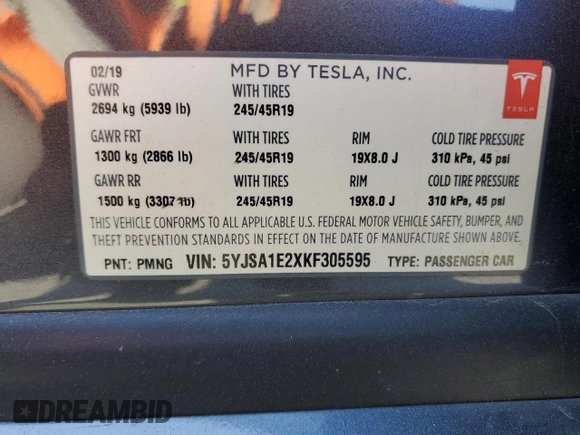 02/19 MFD BY TESLA, INC.
GVWR WITH TIRES
2694 kg (5939 lb) 245/45R19
TESLA
GAWR FRT WITH TIRES RIM COLD TIRE PRESSURE
1300 kg (2866 lb) 245/45R19 19X8.0 J 310 kPa, 45 psi
GAWR RR WITH TIRES RIM COLD TIRE PRESSURE
1500 kg (3307 lb) 245/45R19 19X8.0 J 310 kPa, 45 psi
THIS VEHICLE CONFORMS TO ALL APPLICABLE U.S. FEDERAL MOTOR VEHICLE SAFETY, BUMPER, AND
THEFT PREVENTION STANDARDS IN EFFECT ON THE DATE OF MANUFACTURE SHOWN ABOVE.
PNT: PMNG VIN: 5YJSA1E2XKF305595 TYPE: PASSENGER CAR
DREAMBID